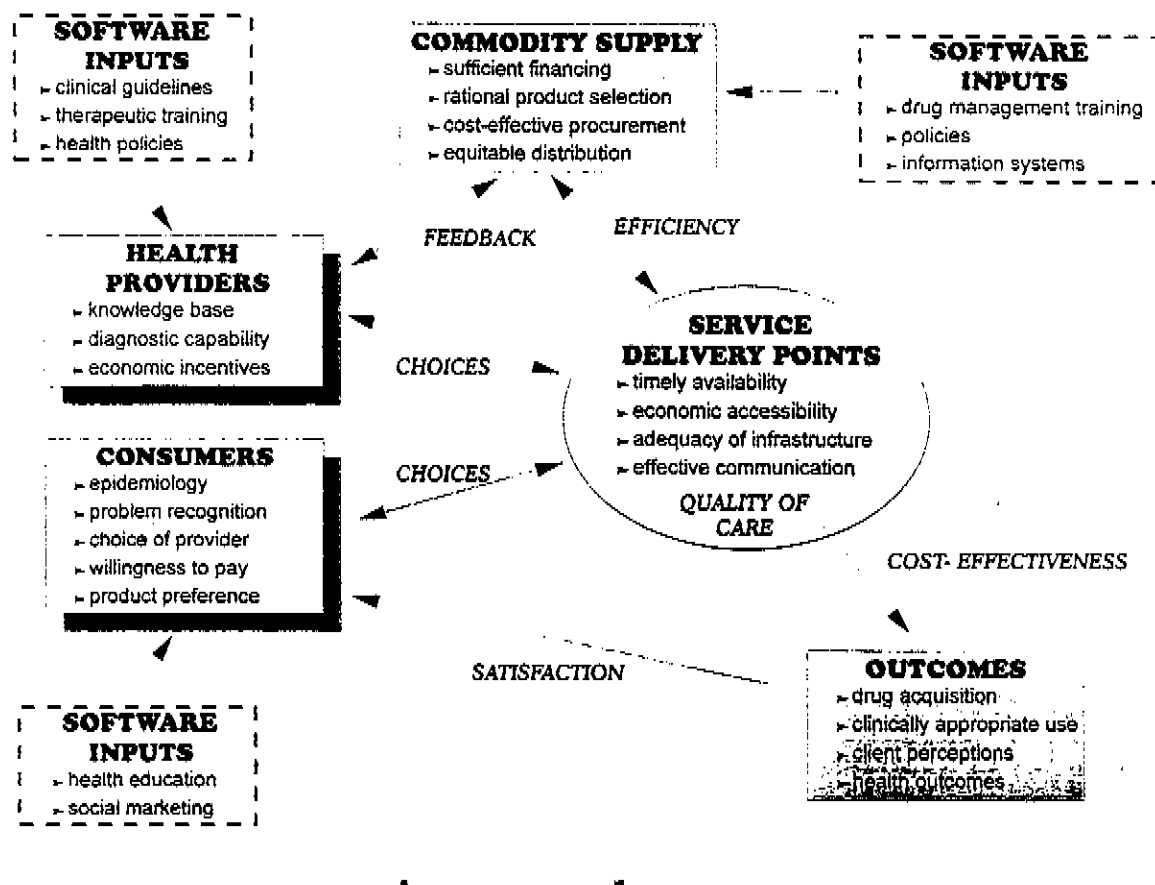 SOFTWARE
INPUTS
clinical guidelines
therapeutic training
health policies
COMMODITY SUPPLY
sufficient financing
rational product selection
cost-effective procurement
equitable distribution
SOFTWARE
INPUTS
drug management training
policies
information systems
FEEDBACK
EFFICIENCY
HEALTH
PROVIDERS
knowledge base
diagnostic capability
economic incentives
CHOICES
SERVICE
DELIVERY POINTS
timely availability
economic accessibility
adequacy of infrastructure
effective communication
QUALITY OF
CARE
CONSUMERS
epidemiology
problem recognition
choice of provider
willingness to pay
product preference
CHOICES
COST- EFFECTIVENESS
SATISFACTION
OUTCOMES
drug acquisition
clinically appropriate use
client perceptions
health outcomes
SOFTWARE
INPUTS
health education
social marketing